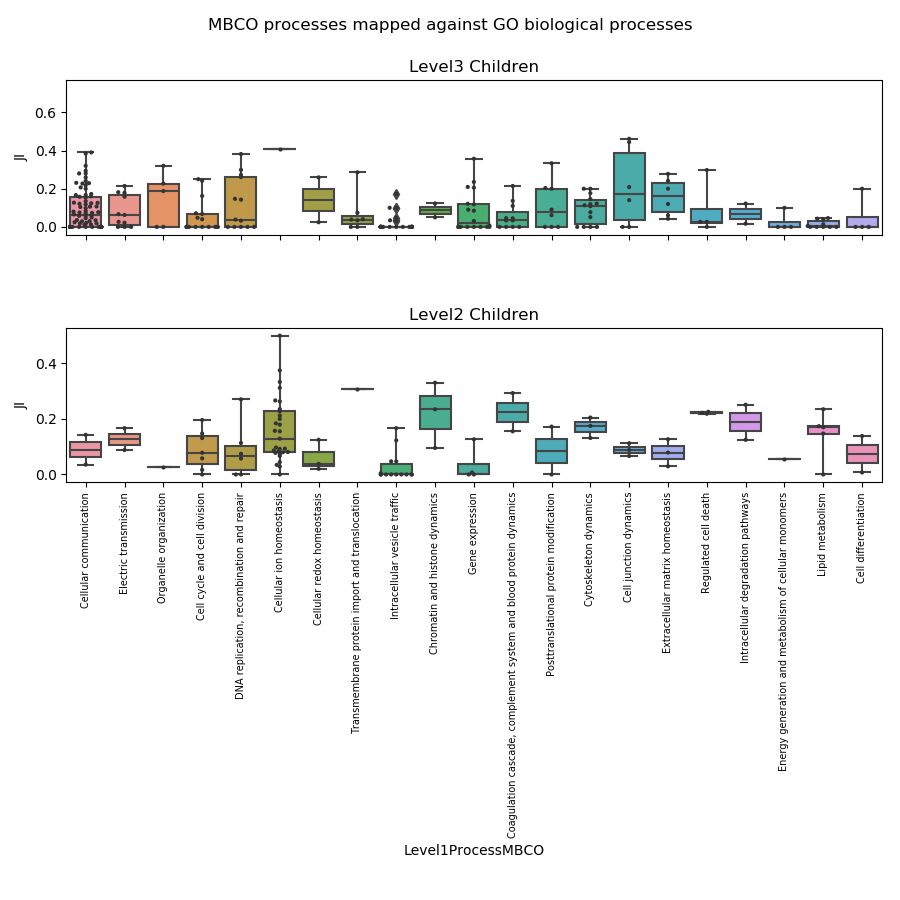 MBCO processes mapped against GO biological processes
Level3 Children
JI
0.6
0.4
0.2
0.0
Level2 Children
JI
0.4
0.2
0.0
Cellular communication
Electric transmission
Organelle organization
Cell cycle and cell division
DNA replication, recombination and repair
Cellular ion homeostasis
Cellular redox homeostasis
Transmembrane protein import and translocation
Intracellular vesicle traffic
Chromatin and histone dynamics
Gene expression
Coagulation cascade, complement system and blood protein dynamics
Posttranslational protein modification
Cytoskeleton dynamics
Cell junction dynamics
Extracellular matrix homeostasis
Regulated cell death
Intracellular degradation pathways
Energy generation and metabolism of cellular monomers
Lipid metabolism
Cell differentiation
Level1ProcessMBCO